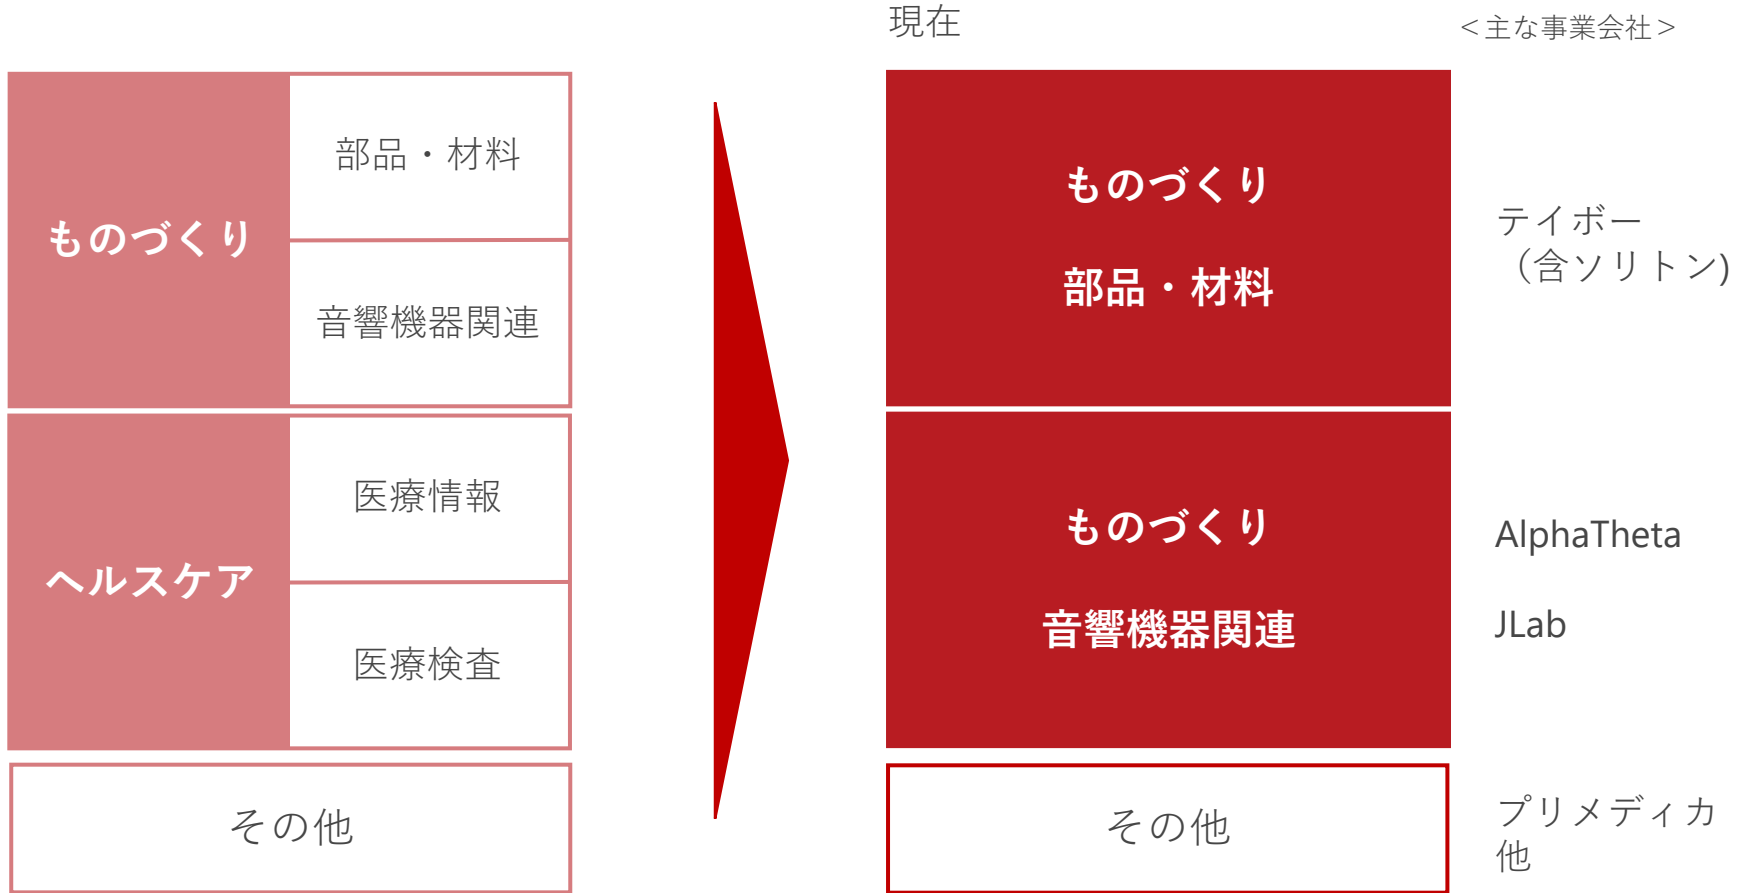 現在
＜主な事業会社＞
ものづくり
部品・材料
音響機器関連
ヘルスケア
医療情報
医療検査
その他
ものづくり
部品・材料
テイボー
（含ソリトン)
ものづくり
音響機器関連
AlphaTheta
JLab
その他
プリメディカ
他